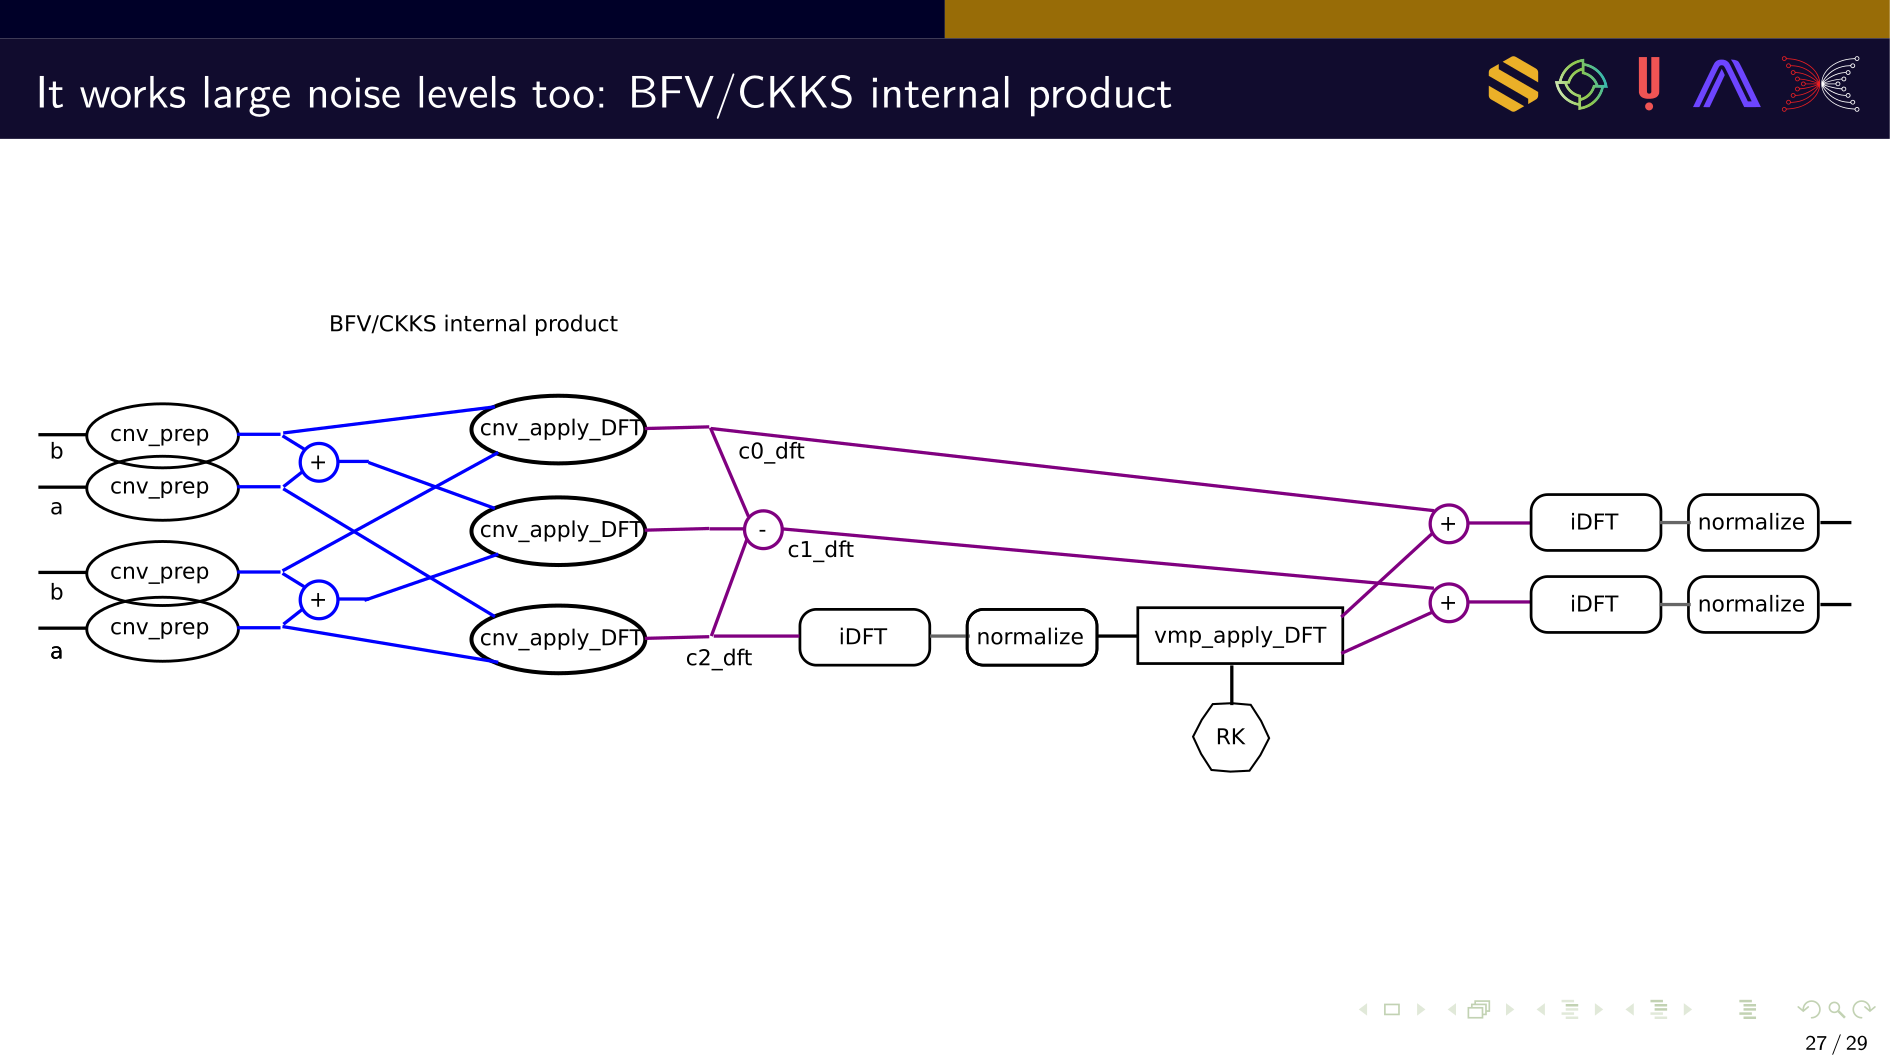 It works large noise levels too: BFV/CKKS internal product
BFV/CKKS internal product
b
cnv_prep
a
cnv_prep
+
b
cnv_prep
a
cnv_prep
+
cnv_apply_DFT
cnv_apply_DFT
cnv_apply_DFT
c0_dft
-
c1_dft
c2_dft
iDFT
normalize
vmp_apply_DFT
RK
+
iDFT
normalize
+
iDFT
normalize
27 / 29